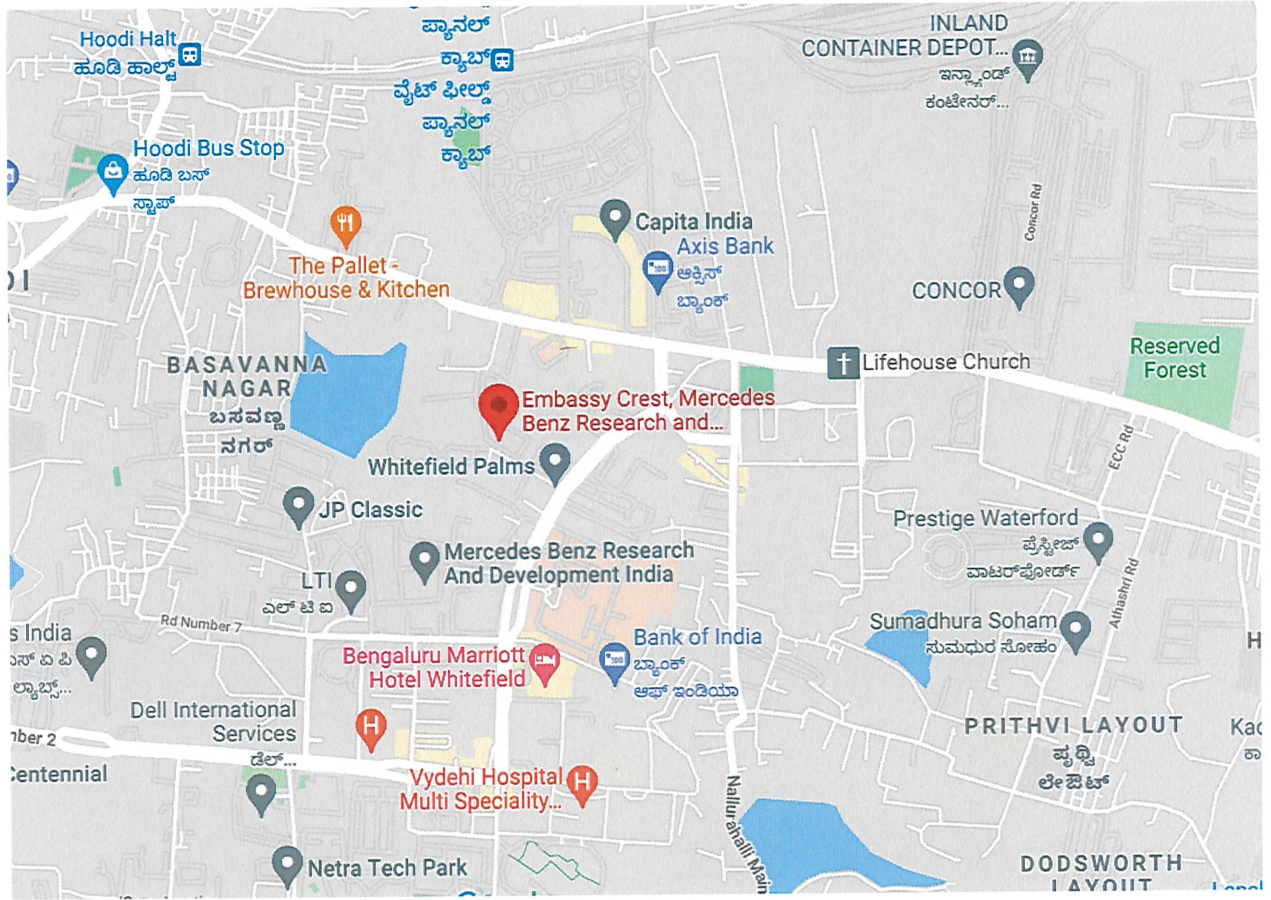 Hoodi Halt
ಹೂಡಿ ಹಾಲ್ಟ್
ಪ್ಯಾನಲ್
ಕ್ಯಾಬ್
ವೈಟ್ ಫೀಲ್ಡ್
ಪ್ಯಾನಲ್
ಕ್ಯಾಬ್
INLAND
CONTAINER DEPOT...
ಇನ್ಲ್ಯಾಂಡ್
ಕಂಟೇನರ್...
Hoodi Bus Stop
ಹೂಡಿ ಬಸ್
ಸ್ಟಾಪ್
Concor Rd
Capita India
Axis Bank
ಆಕ್ಸಿಸ್
ಬ್ಯಾಂಕ್
The Pallet -
Brewhouse & Kitchen
CONCOR
BASAVANNA
NAGAR
ಬಸವಣ್ಣ
ನಗರ್
Lifehouse Church
Reserved
Forest
Embassy Crest, Mercedes
Benz Research and...
Whitefield Palms
ECC Rd
JP Classic
Prestige Waterford
ಪ್ರೆಸ್ಟೀಜ್
ವಾಟರ್‌ಫೋರ್ಡ್
Mercedes Benz Research
And Development India
LTI
ಎಲ್ ಟಿ ಐ
Athashri Rd
Rd Number 7
s India
ಎಸ್ ಏ ಪಿ
ಲ್ಯಾಬ್ಸ್...
Sumadhura Soham
ಸುಮಧುರ ಸೋಹಂ
H
Bengaluru Marriott
Hotel Whitefield
Bank of India
ಬ್ಯಾಂಕ್
ಆಫ್ ಇಂಡಿಯಾ
Dell International
Services
ಡೆಲ್...
PRITHVI LAYOUT
ಪೃಥ್ವಿ
ಲೇಔಟ್
Kad
ಕಾ
nber 2
Centennial
Vydehi Hospital
Multi Speciality...
Nallurahalli Main
Netra Tech Park
DODSWORTH
LAYOUT